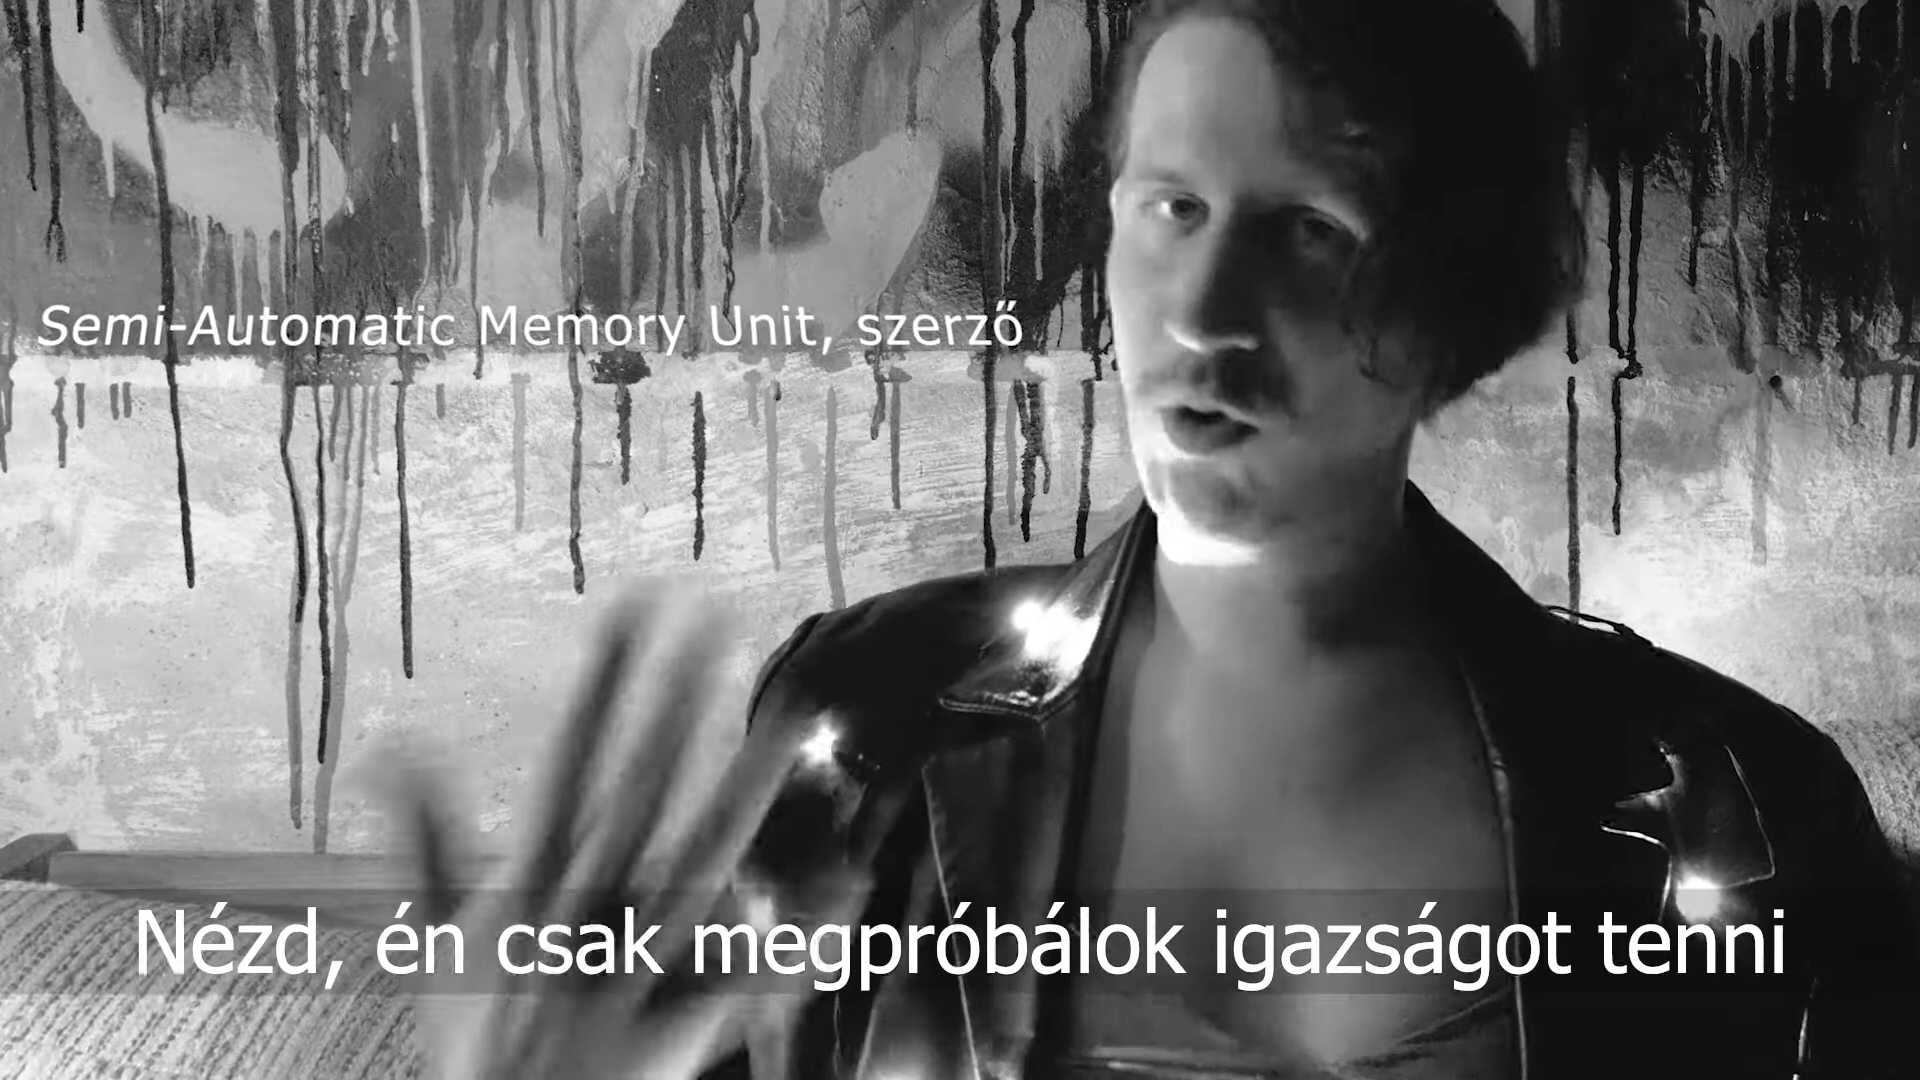 Semi-Automatic Memory Unit, szerző
Nézd, én csak megpróbálok igazságot tenni